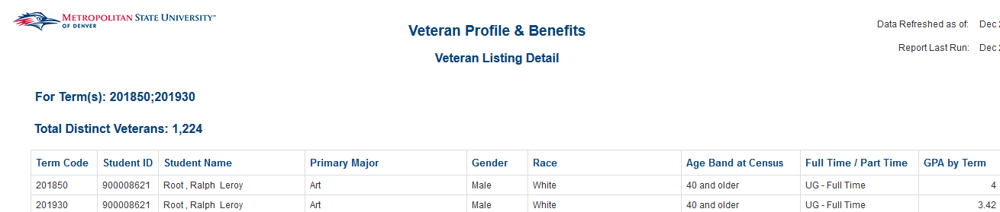 METROPOLITAN STATE UNIVERSITY™
OF DENVER
Veteran Profile & Benefits
Data Refreshed as of: Dec
Veteran Listing Detail
Report Last Run: Dec
For Term(s): 201850;201930
Total Distinct Veterans: 1,224
Term Code Student ID Student Name Primary Major Gender Race Age Band at Census Full Time / Part Time GPA by Term
201850 900008621 Root , Ralph Leroy Art Male White 40 and older UG - Full Time 4
201930 900008621 Root , Ralph Leroy Art Male White 40 and older UG - Full Time 3.42